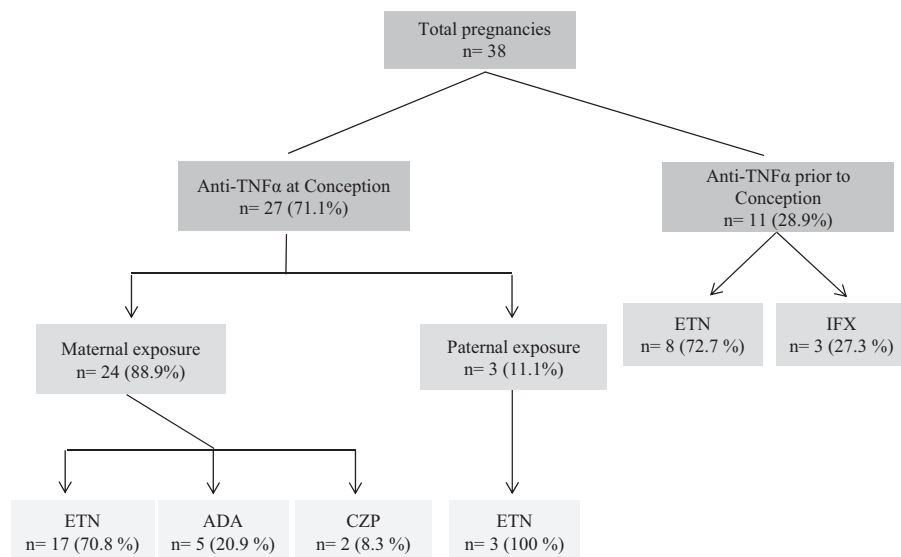 Total pregnancies
n= 38
Anti-TNFα at Conception
n= 27 (71.1%)
Anti-TNFα prior to
Conception
n= 11 (28.9%)
Maternal exposure
n= 24 (88.9%)
Paternal exposure
n= 3 (11.1%)
ETN
n= 8 (72.7 %)
IFX
n= 3 (27.3 %)
ETN
n= 17 (70.8 %)
ADA
n= 5 (20.9 %)
CZP
n= 2 (8.3 %)
ETN
n= 3 (100 %)